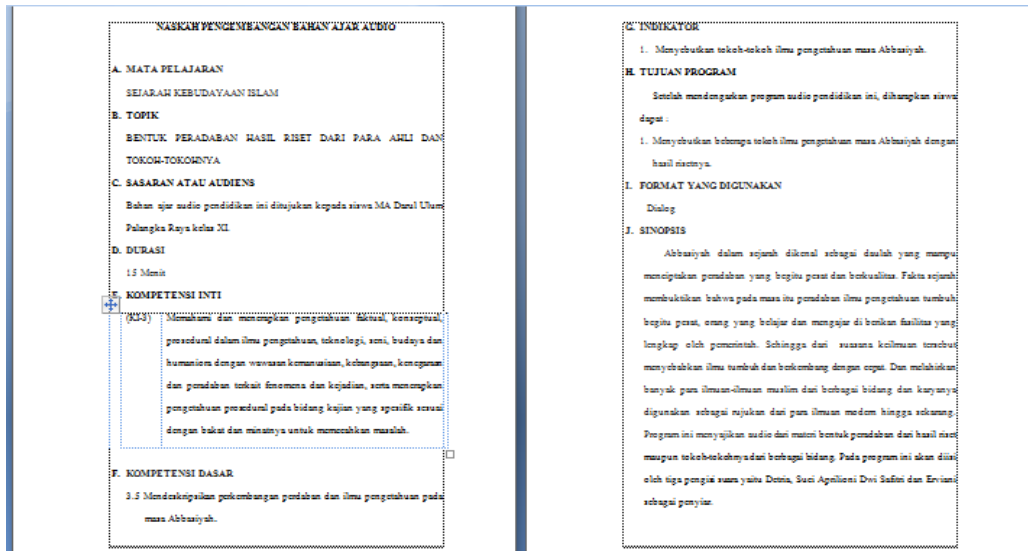 NASKAH PENGEMBANGAN BAHAN AJAR AUDIO
A. MATA PELAJARAN
SEJARAH KEBUDAYAAN ISLAM
B. TOPIK
BENTUK PERADABAN HASIL RISET DARI PARA AHLI DAN
TOKOH-TOKOHNYA
C. SASARAN ATAU AUDIENS
Bahan ajar audio pendidikan ini ditujukan kepada siswa MA Darul Ulum
Palangka Raya kelas XI.
D. DURASI
15 Menit
E. KOMPETENSI INTI
(KI-3) Memahami dan menerapkan pengetahuan faktual, konseptual,
prosedural dalam ilmu pengetahuan, teknologi, seni, budaya dan
humaniora dengan wawasan kemanusiaan, kebangsaan, kenegaraan
dan peradaban terkait fenomena dan kejadian, serta menerapkan
pengetahuan prosedural pada bidang kajian yang spesifik sesuai
dengan bakat dan minatnya untuk memecahkan masalah.
F. KOMPETENSI DASAR
3.5 Mendeskripsikan perkembangan perdaban dan ilmu pengetahuan pada
masa Abbasiyah.
G. INDIKATOR
1. Menyebutkan tokoh-tokoh ilmu pengetahuan masa Abbasiyah.
H. TUJUAN PROGRAM
Setelah mendengarkan program audio pendidikan ini, diharapkan siswa
dapat :
1. Menyebutkan beberapa tokoh ilmu pengetahuan masa Abbasiyah dengan
hasil risetnya.
I. FORMAT YANG DIGUNAKAN
Dialog
J. SINOPSIS
Abbasiyah dalam sejarah dikenal sebagai daulah yang mampu
menciptakan peradaban yang begitu pesat dan berkualitas. Fakta sejarah
membuktikan bahwa pada masa itu peradaban ilmu pengetahuan tumbuh
begitu pesat, orang yang belajar dan mengajar di berikan fasilitas yang
lengkap oleh pemerintah. Sehingga dari suasana keilmuan tersebut
menyebabkan ilmu tumbuh dan berkembang dengan cepat. Dan melahirkan
banyak para ilmuan-ilmuan muslim dari berbagai bidang dan karyanya
digunakan sebagai rujukan dari para ilmuan modern hingga sekarang.
Program ini menyajikan audio dari materi bentuk peradaban dari hasil riset
maupun tokoh-tokohnya dari berbagai bidang. Pada program ini akan diisi
oleh tiga pengisi suara yaitu Detria, Suci Aprilioni Dwi Safitri dan Erviani
sebagai penyiar.